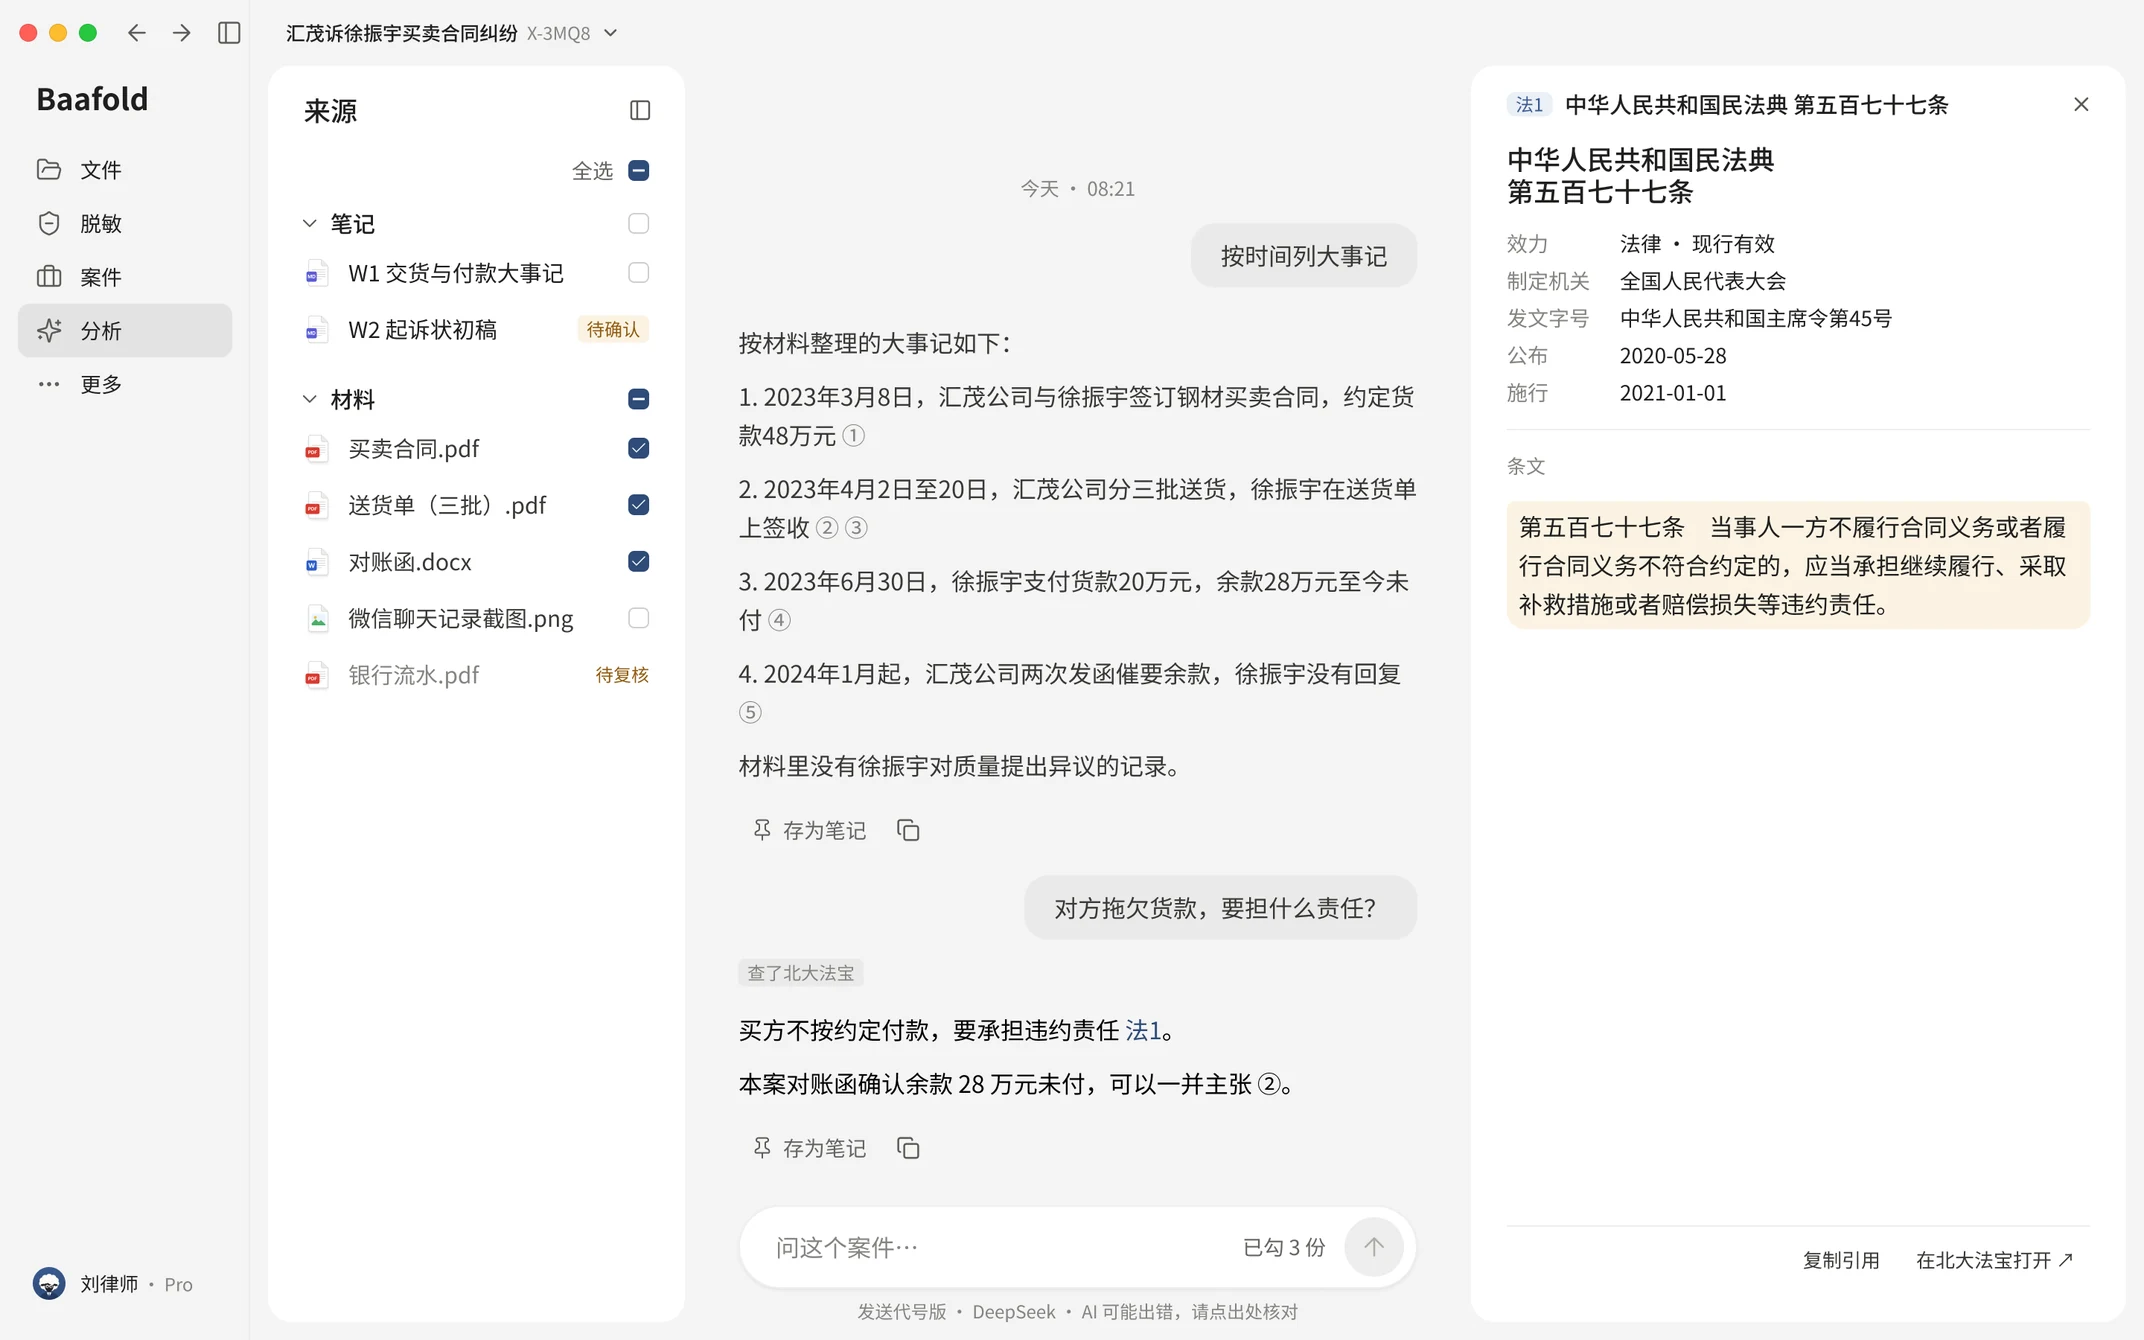 汇茂诉徐振宇买卖合同纠纷 X-3MQ8
Baafold
文件
脱敏
案件
分析
更多
刘律师 · Pro
来源
全选
笔记
W1 交货与付款大事记
W2 起诉状初稿 待确认
材料
买卖合同.pdf
送货单（三批）.pdf
对账函.docx
微信聊天记录截图.png
银行流水.pdf 待复核
今天 · 08:21
按时间列大事记
按材料整理的大事记如下：
1. 2023年3月8日，汇茂公司与徐振宇签订钢材买卖合同，约定货
款48万元 ①
2. 2023年4月2日至20日，汇茂公司分三批送货，徐振宇在送货单
上签收 ② ③
3. 2023年6月30日，徐振宇支付货款20万元，余款28万元至今未
付 ④
4. 2024年1月起，汇茂公司两次发函催要余款，徐振宇没有回复
⑤
材料里没有徐振宇对质量提出异议的记录。
存为笔记
对方拖欠货款，要担什么责任？
查了北大法宝
买方不按约定付款，要承担违约责任 法1。
本案对账函确认余款 28 万元未付，可以一并主张 ②。
存为笔记
问这个案件… 已勾 3 份
发送代号版 · DeepSeek · AI 可能出错，请点出处核对
法1 中华人民共和国民法典 第五百七十七条
中华人民共和国民法典
第五百七十七条
效力 法律 · 现行有效
制定机关 全国人民代表大会
发文字号 中华人民共和国主席令第45号
公布 2020-05-28
施行 2021-01-01
条文
第五百七十七条　当事人一方不履行合同义务或者履
行合同义务不符合约定的，应当承担继续履行、采取
补救措施或者赔偿损失等违约责任。
复制引用 在北大法宝打开 ↗